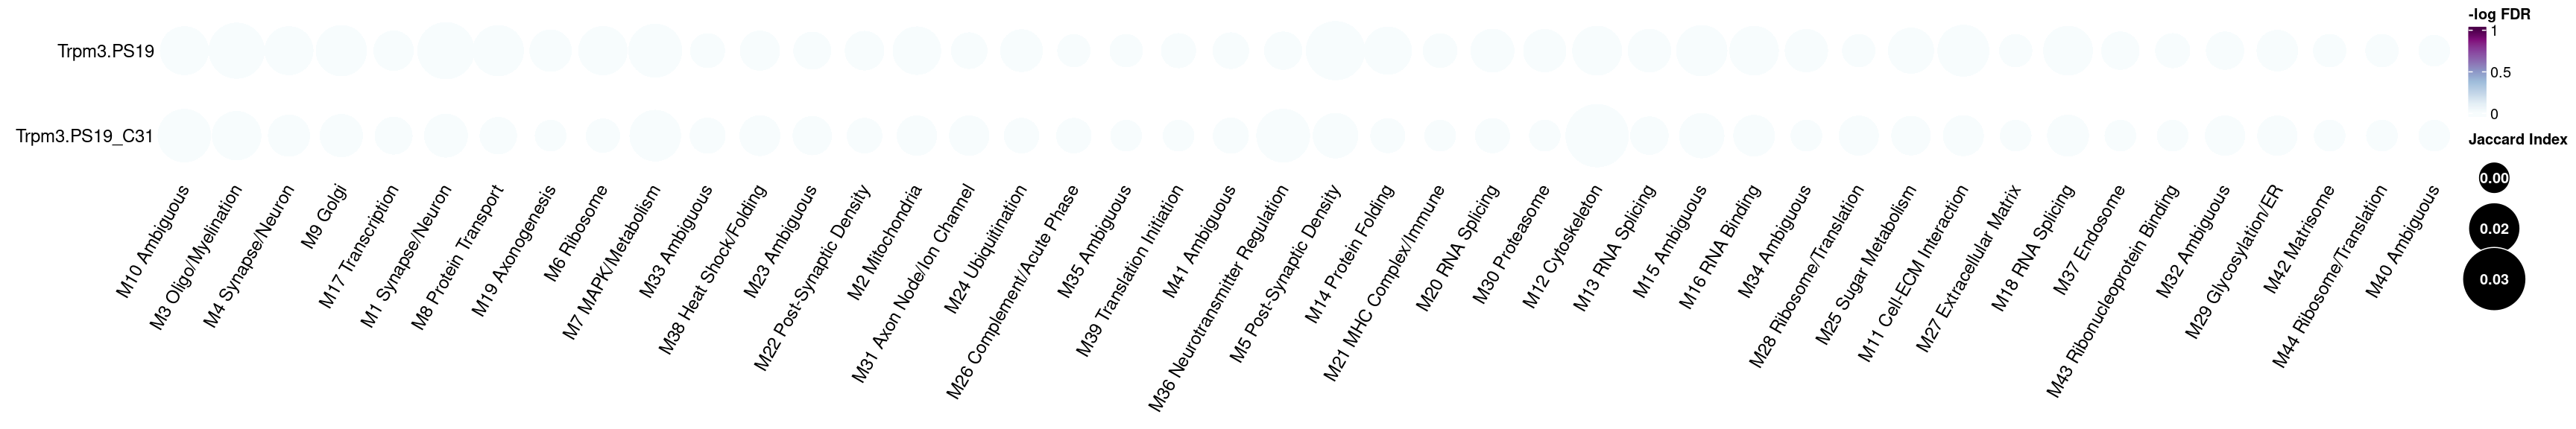 Trpm3.PS19
Trpm3.PS19_C31
M10 Ambiguous
M3 Oligo/Myelination
M4 Synapse/Neuron
M9 Golgi
M17 Transcription
M1 Synapse/Neuron
M8 Protein Transport
M19 Axonogenesis
M6 Ribosome
M7 MAPK/Metabolism
M33 Ambiguous
M38 Heat Shock/Folding
M23 Ambiguous
M22 Post-Synaptic Density
M2 Mitochondria
M31 Axon Node/Ion Channel
M24 Ubiquitination
M26 Complement/Acute Phase
M35 Ambiguous
M39 Translation Initiation
M41 Ambiguous
M36 Neurotransmitter Regulation
M5 Post-Synaptic Density
M14 Protein Folding
M21 MHC Complex/Immune
M20 RNA Splicing
M30 Proteasome
M12 Cytoskeleton
M13 RNA Splicing
M15 Ambiguous
M16 RNA Binding
M34 Ambiguous
M28 Ribosome/Translation
M25 Sugar Metabolism
M11 Cell-ECM Interaction
M27 Extracellular Matrix
M18 RNA Splicing
M37 Endosome
M43 Ribonucleoprotein Binding
M32 Ambiguous
M29 Glycosylation/ER
M42 Matrisome
M44 Ribosome/Translation
M40 Ambiguous
-log FDR
1
0.5
0
Jaccard Index
0.00
0.02
0.03